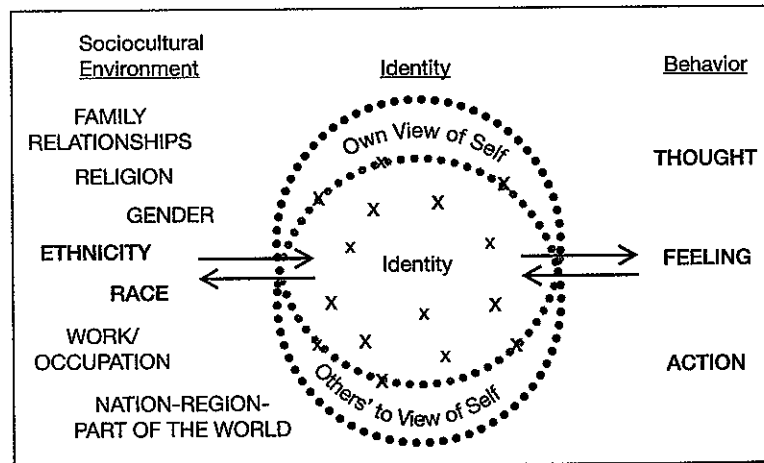 Sociocultural
Environment
Identity
Behavior
FAMILY
RELATIONSHIPS
RELIGION
GENDER
ETHNICITY
RACE
WORK/
OCCUPATION
NATION-REGION-
PART OF THE WORLD
Own View of Self
X
X
X
X
X
X
X
Identity
X
X
X
X
X
X
X
X
Others' to View of Self
THOUGHT
FEELING
ACTION